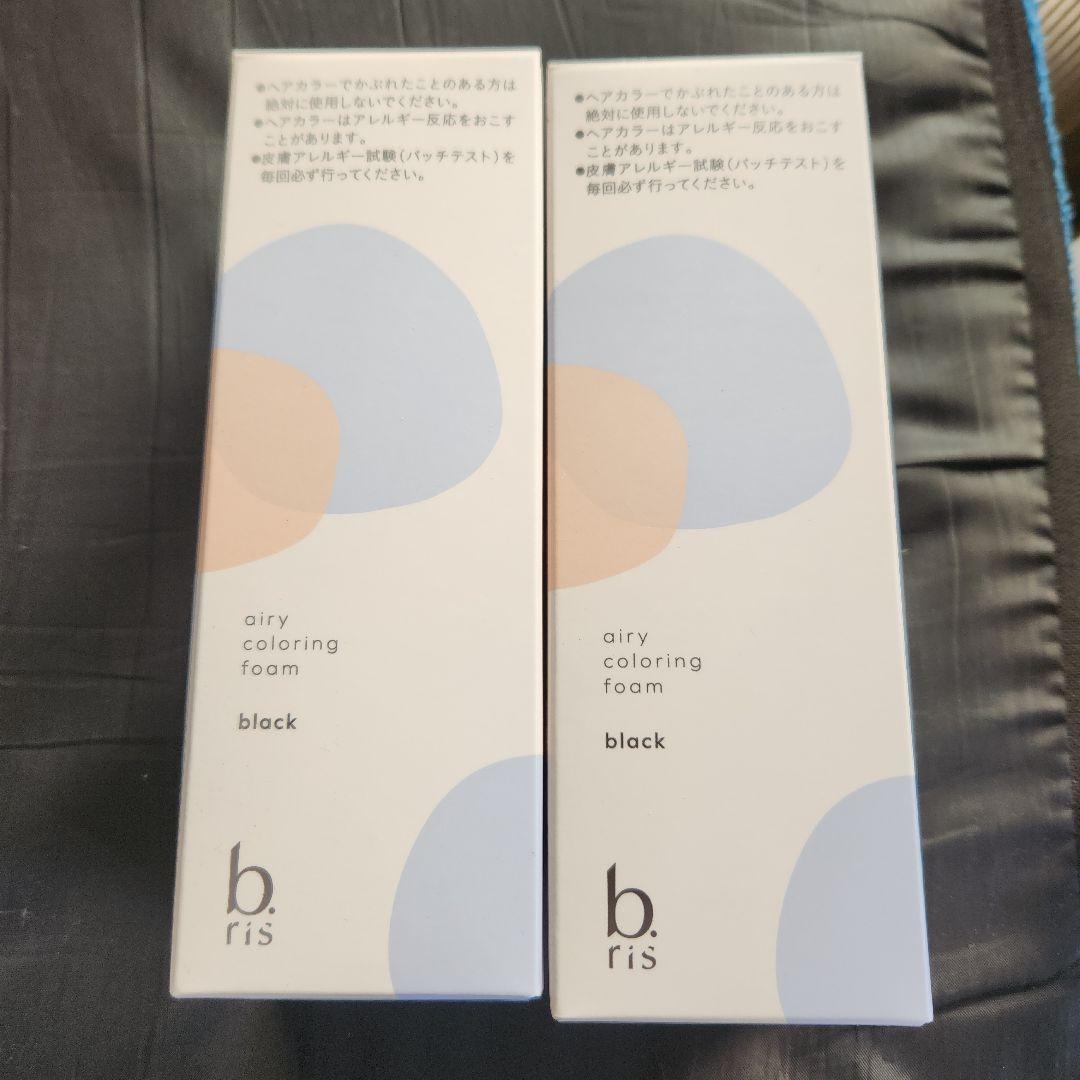 ●ヘアカラーでかぶれたことのある方は
絶対に使用しないでください。
●ヘアカラーはアレルギー反応をおこす
ことがあります。
●皮膚アレルギー試験(パッチテスト)を
毎回必ず行ってください。
airy
coloring
foam
black
b.
ris
●ヘアカラーでかぶれたことのある方は
絶対に使用しないでください。
●ヘアカラーはアレルギー反応をおこす
ことがあります。
●皮膚アレルギー試験(パッチテスト)を
毎回必ず行ってください。
airy
coloring
foam
black
b.
ris